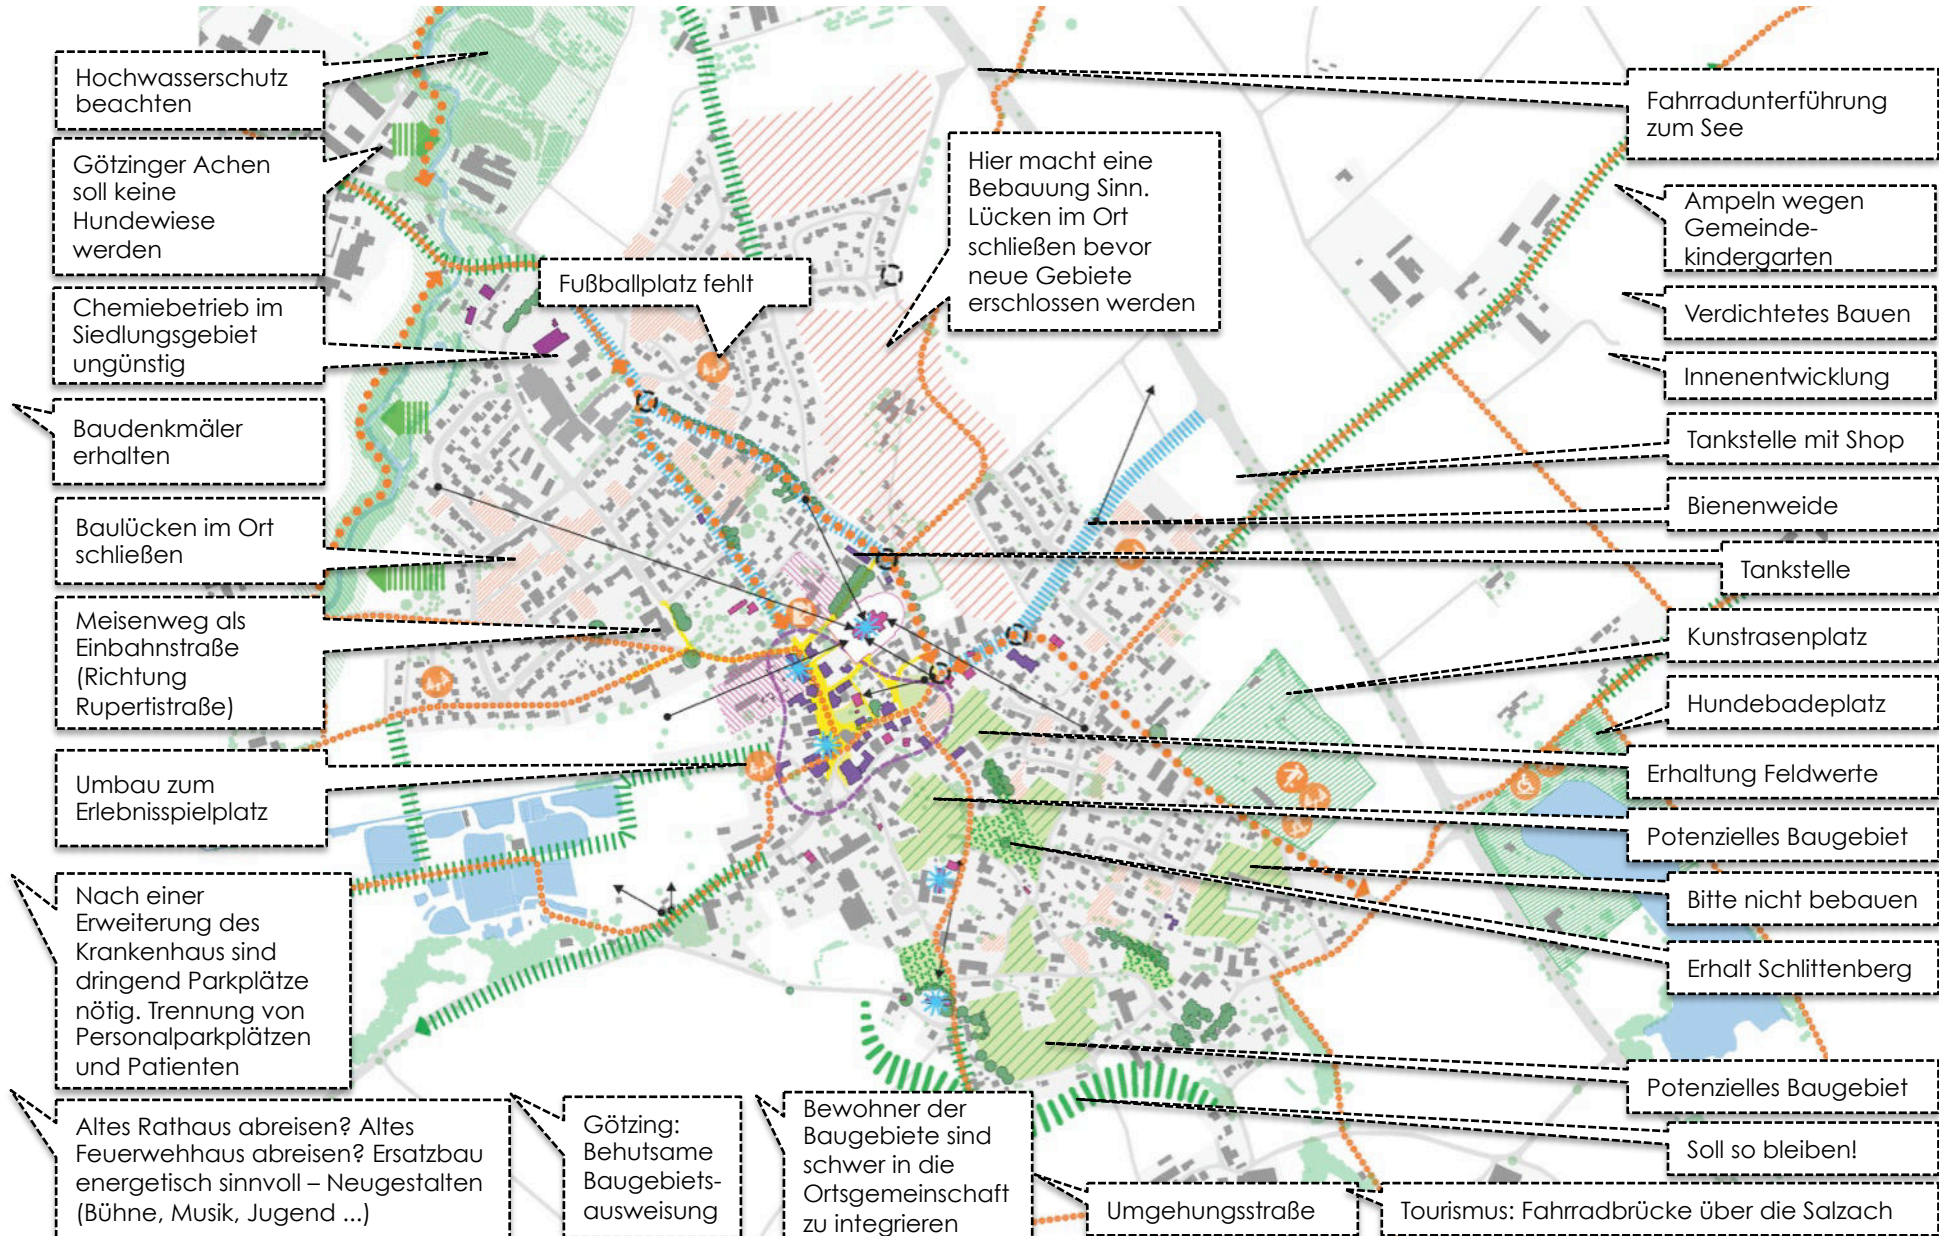 Hochwasserschutz
beachten
Götzinger Achen
soll keine
Hundewiese
werden
Chemiebetrieb im
Siedlungsgebiet
ungünstig
Baudenkmäler
erhalten
Baulücken im Ort
schließen
Meisenweg als
Einbahnstraße
(Richtung
Rupertistraße)
Umbau zum
Erlebnisspielplatz
Nach einer
Erweiterung des
Krankenhaus sind
dringend Parkplätze
nötig. Trennung von
Personalparkplätzen
und Patienten
Altes Rathaus abreisen? Altes
Feuerwehhaus abreisen? Ersatzbau
energetisch sinnvoll – Neugestalten
(Bühne, Musik, Jugend ...)
Götzing:
Behutsame
Baugebiets-
ausweisung
Bewohner der
Baugebiete sind
schwer in die
Ortsgemeinschaft
zu integrieren
Umgehungsstraße
Tourismus: Fahrradbrücke über die Salzach
Fußballplatz fehlt
Hier macht eine
Bebauung Sinn.
Lücken im Ort
schließen bevor
neue Gebiete
erschlossen werden
Fahrradunterführung
zum See
Ampeln wegen
Gemeinde-
kindergarten
Verdichtetes Bauen
Innenentwicklung
Tankstelle mit Shop
Bienenweide
Tankstelle
Kunstrasenplatz
Hundebadeplatz
Erhaltung Feldwerte
Potenzielles Baugebiet
Bitte nicht bebauen
Erhalt Schlittenberg
Potenzielles Baugebiet
Soll so bleiben!